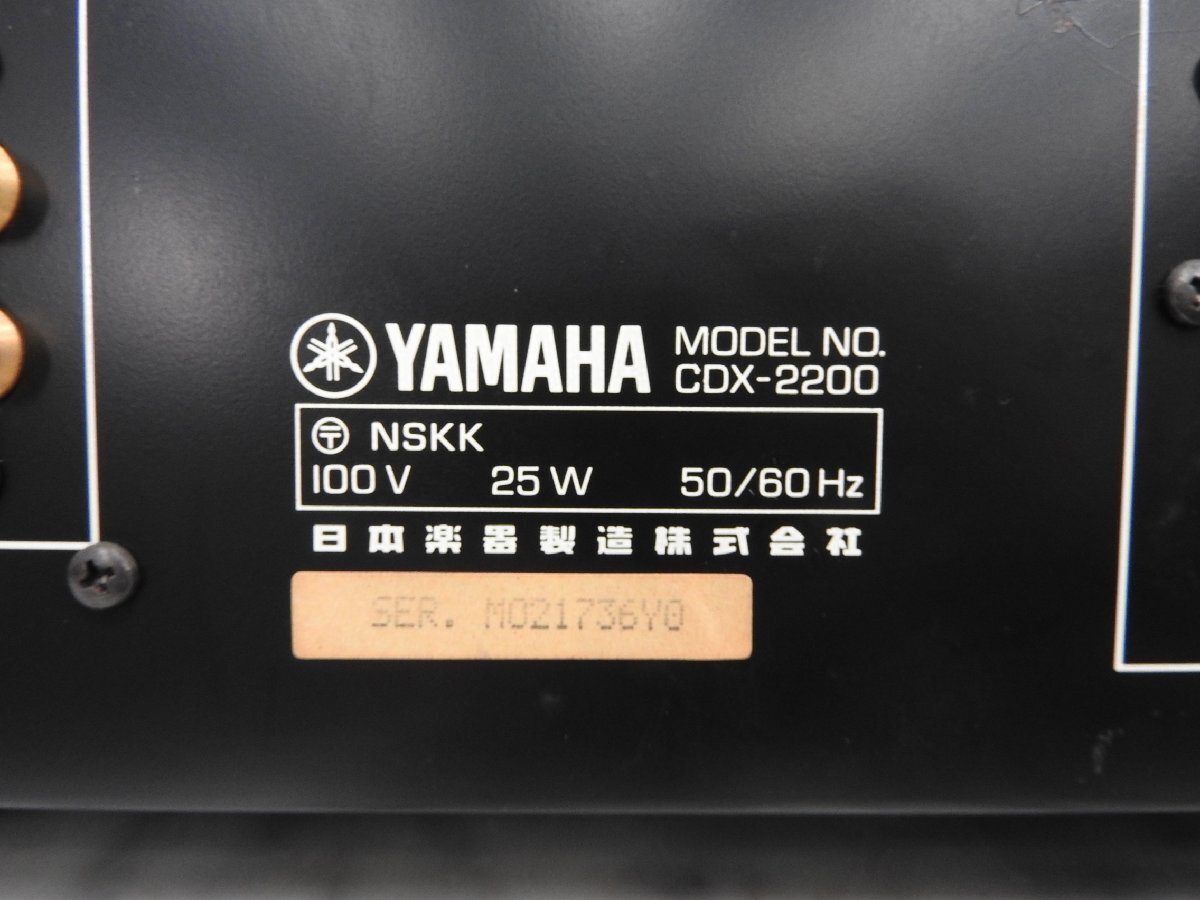 YAMAHA
MODEL NO.
CDX-2200
〒 NSKK
100V 25W 50/60Hz
日本楽器製造株式会社
SER. M021736Y0